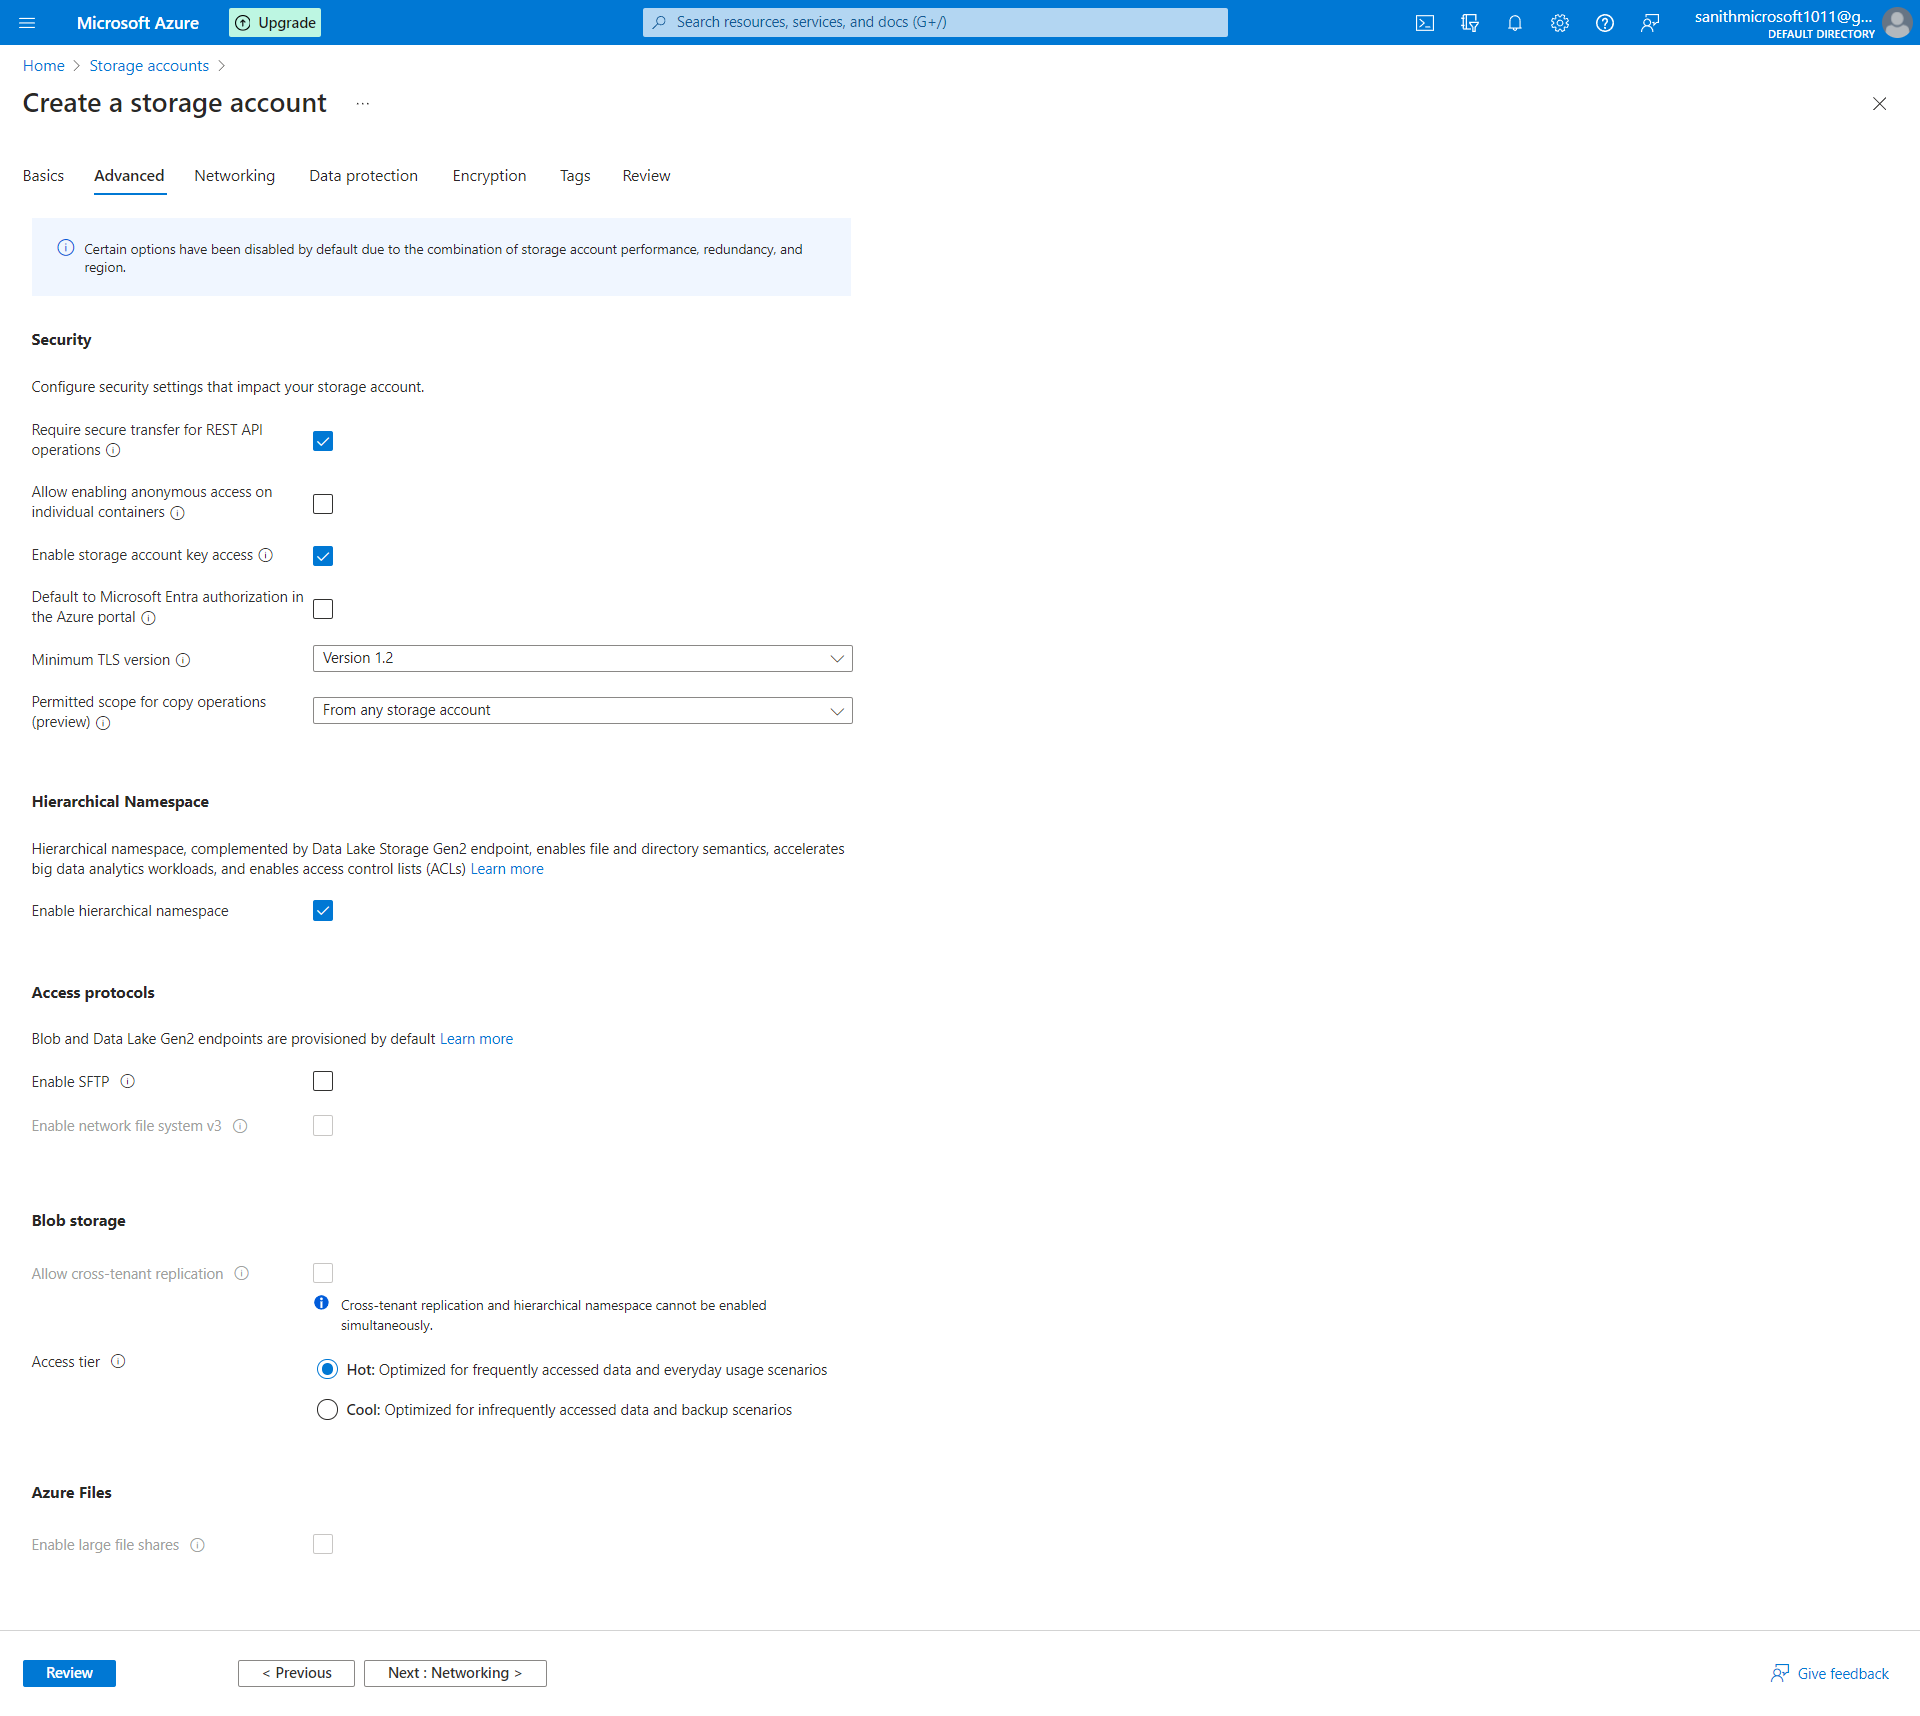 Microsoft Azure
Upgrade
Search resources, services, and docs (G+/)
sanithmicrosoft1011@g...
DEFAULT DIRECTORY
Home > Storage accounts >
Create a storage account ...
Basics Advanced Networking Data protection Encryption Tags Review
Certain options have been disabled by default due to the combination of storage account performance, redundancy, and
region.
Security
Configure security settings that impact your storage account.
Require secure transfer for REST API
operations
Allow enabling anonymous access on
individual containers
Enable storage account key access
Default to Microsoft Entra authorization in
the Azure portal
Minimum TLS version
Version 1.2
Permitted scope for copy operations
(preview)
From any storage account
Hierarchical Namespace
Hierarchical namespace, complemented by Data Lake Storage Gen2 endpoint, enables file and directory semantics, accelerates
big data analytics workloads, and enables access control lists (ACLs) Learn more
Enable hierarchical namespace
Access protocols
Blob and Data Lake Gen2 endpoints are provisioned by default Learn more
Enable SFTP
Enable network file system v3
Blob storage
Allow cross-tenant replication
Cross-tenant replication and hierarchical namespace cannot be enabled
simultaneously.
Access tier
Hot: Optimized for frequently accessed data and everyday usage scenarios
Cool: Optimized for infrequently accessed data and backup scenarios
Azure Files
Enable large file shares
Review
< Previous
Next : Networking >
Give feedback